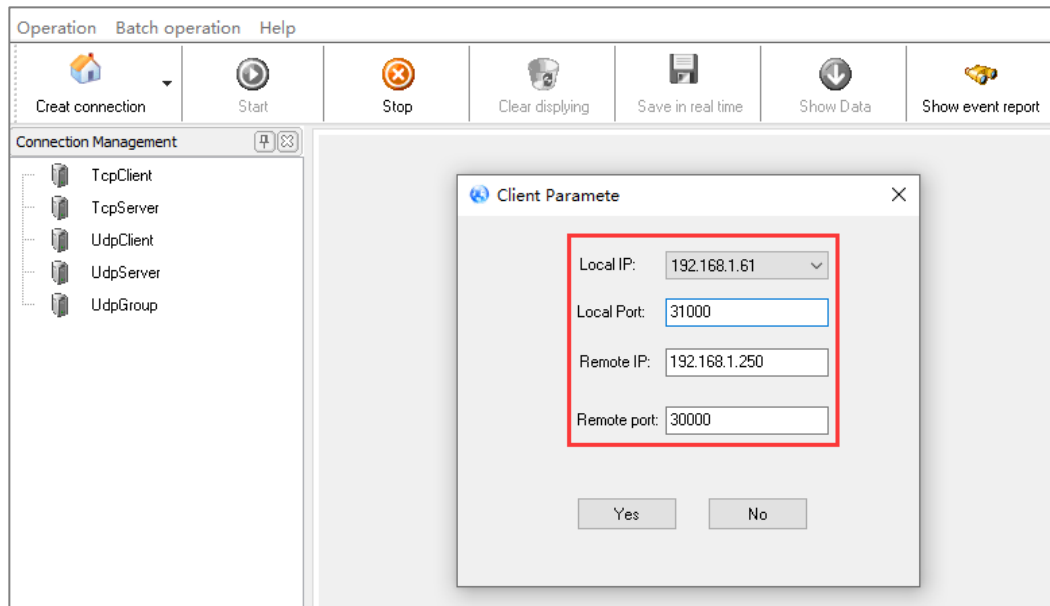 Operation Batch operation Help
Creat connection Start Stop Clear displying Save in real time Show Data Show event report
Connection Management
TcpClient
TcpServer
UdpClient
UdpServer
UdpGroup
Client Paramete
Local IP: 192.168.1.61
Local Port: 31000
Remote IP: 192.168.1.250
Remote port: 30000
Yes No